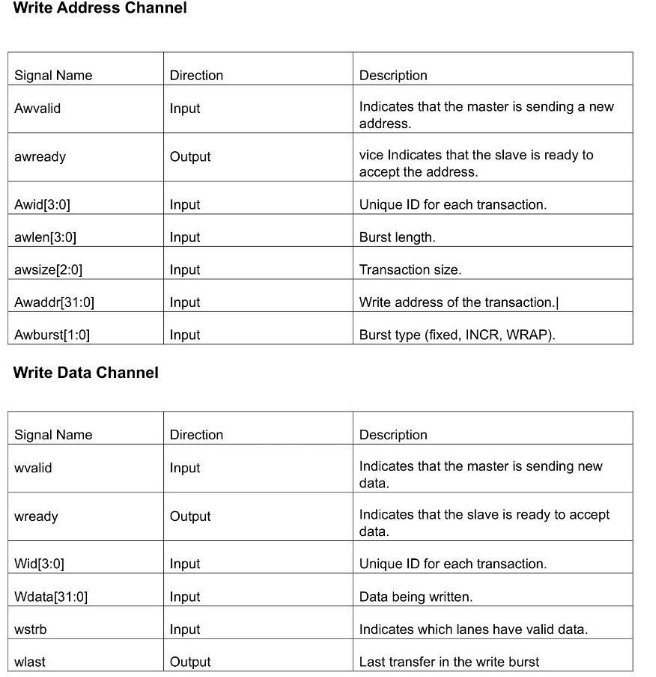 Write Address Channel
Signal Name Direction Description
Awvalid Input Indicates that the master is sending a new
address.
awready Output vice Indicates that the slave is ready to
accept the address.
Awid[3:0] Input Unique ID for each transaction.
awlen[3:0] Input Burst length.
awsize[2:0] Input Transaction size.
Awaddr[31:0] Input Write address of the transaction.|
Awburst[1:0] Input Burst type (fixed, INCR, WRAP).
Write Data Channel
Signal Name Direction Description
wvalid Input Indicates that the master is sending new
data.
wready Output Indicates that the slave is ready to accept
data.
Wid[3:0] Input Unique ID for each transaction.
Wdata[31:0] Input Data being written.
wstrb Input Indicates which lanes have valid data.
wlast Output Last transfer in the write burst